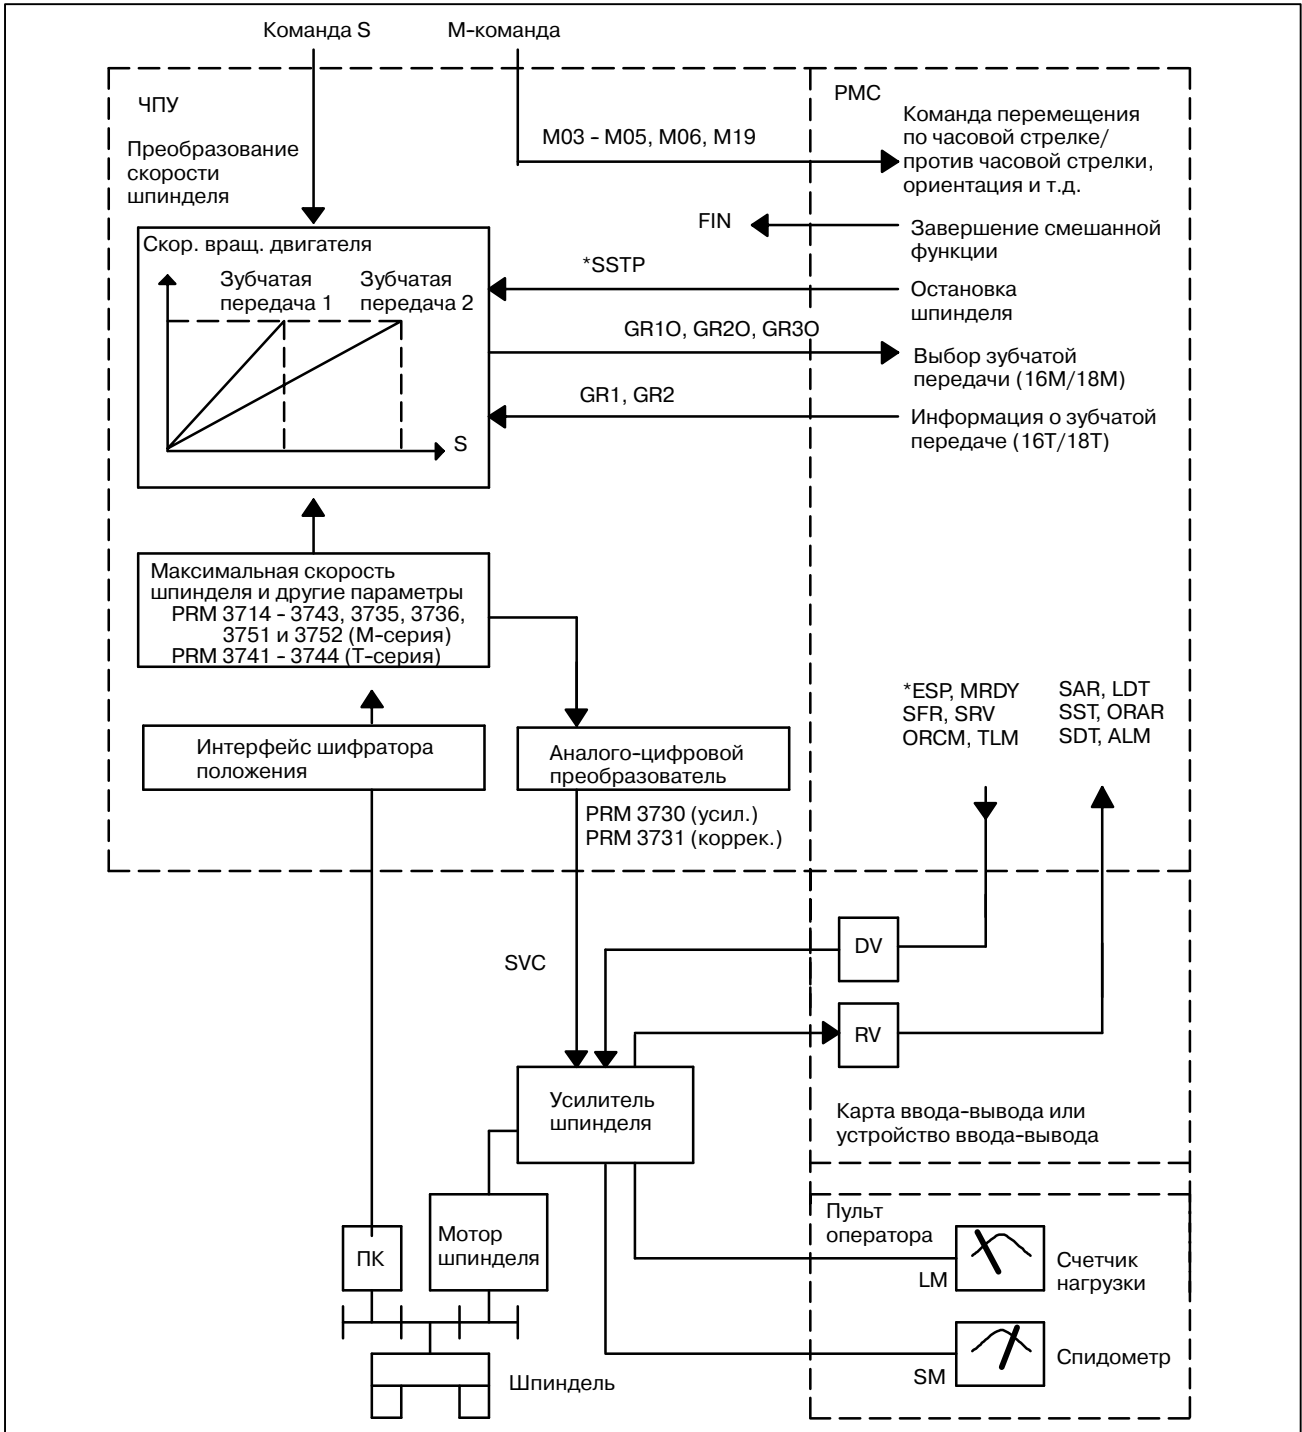 Команда S
М-команда
ЧПУ
PMC
Преобразование
скорости
шпинделя
M03 - M05, M06, M19
Команда перемещения
по часовой стрелке/
против часовой стрелки,
ориентация и т.д.
FIN
Завершение смешанной
функции
Скор. вращ. двигателя
Зубчатая
передача 1
Зубчатая
передача 2
S
*SSTP
Остановка
шпинделя
GR1O, GR2O, GR3O
Выбор зубчатой
передачи (16M/18M)
GR1, GR2
Информация о зубчатой
передаче (16T/18T)
Максимальная скорость
шпинделя и другие параметры
PRM 3714 - 3743, 3735, 3736,
3751 и 3752 (М-серия)
PRM 3741 - 3744 (Т-серия)
*ESP, MRDY
SFR, SRV
ORCM, TLM
SAR, LDT
SST, ORAR
SDT, ALM
Интерфейс шифратора
положения
Аналого-цифровой
преобразователь
PRM 3730 (усил.)
PRM 3731 (коррек.)
SVC
DV
RV
Усилитель
шпинделя
Карта ввода-вывода или
устройство ввода-вывода
Пульт
оператора
ПК
Мотор
шпинделя
LM
Счетчик
нагрузки
SM
Спидометр
Шпиндель